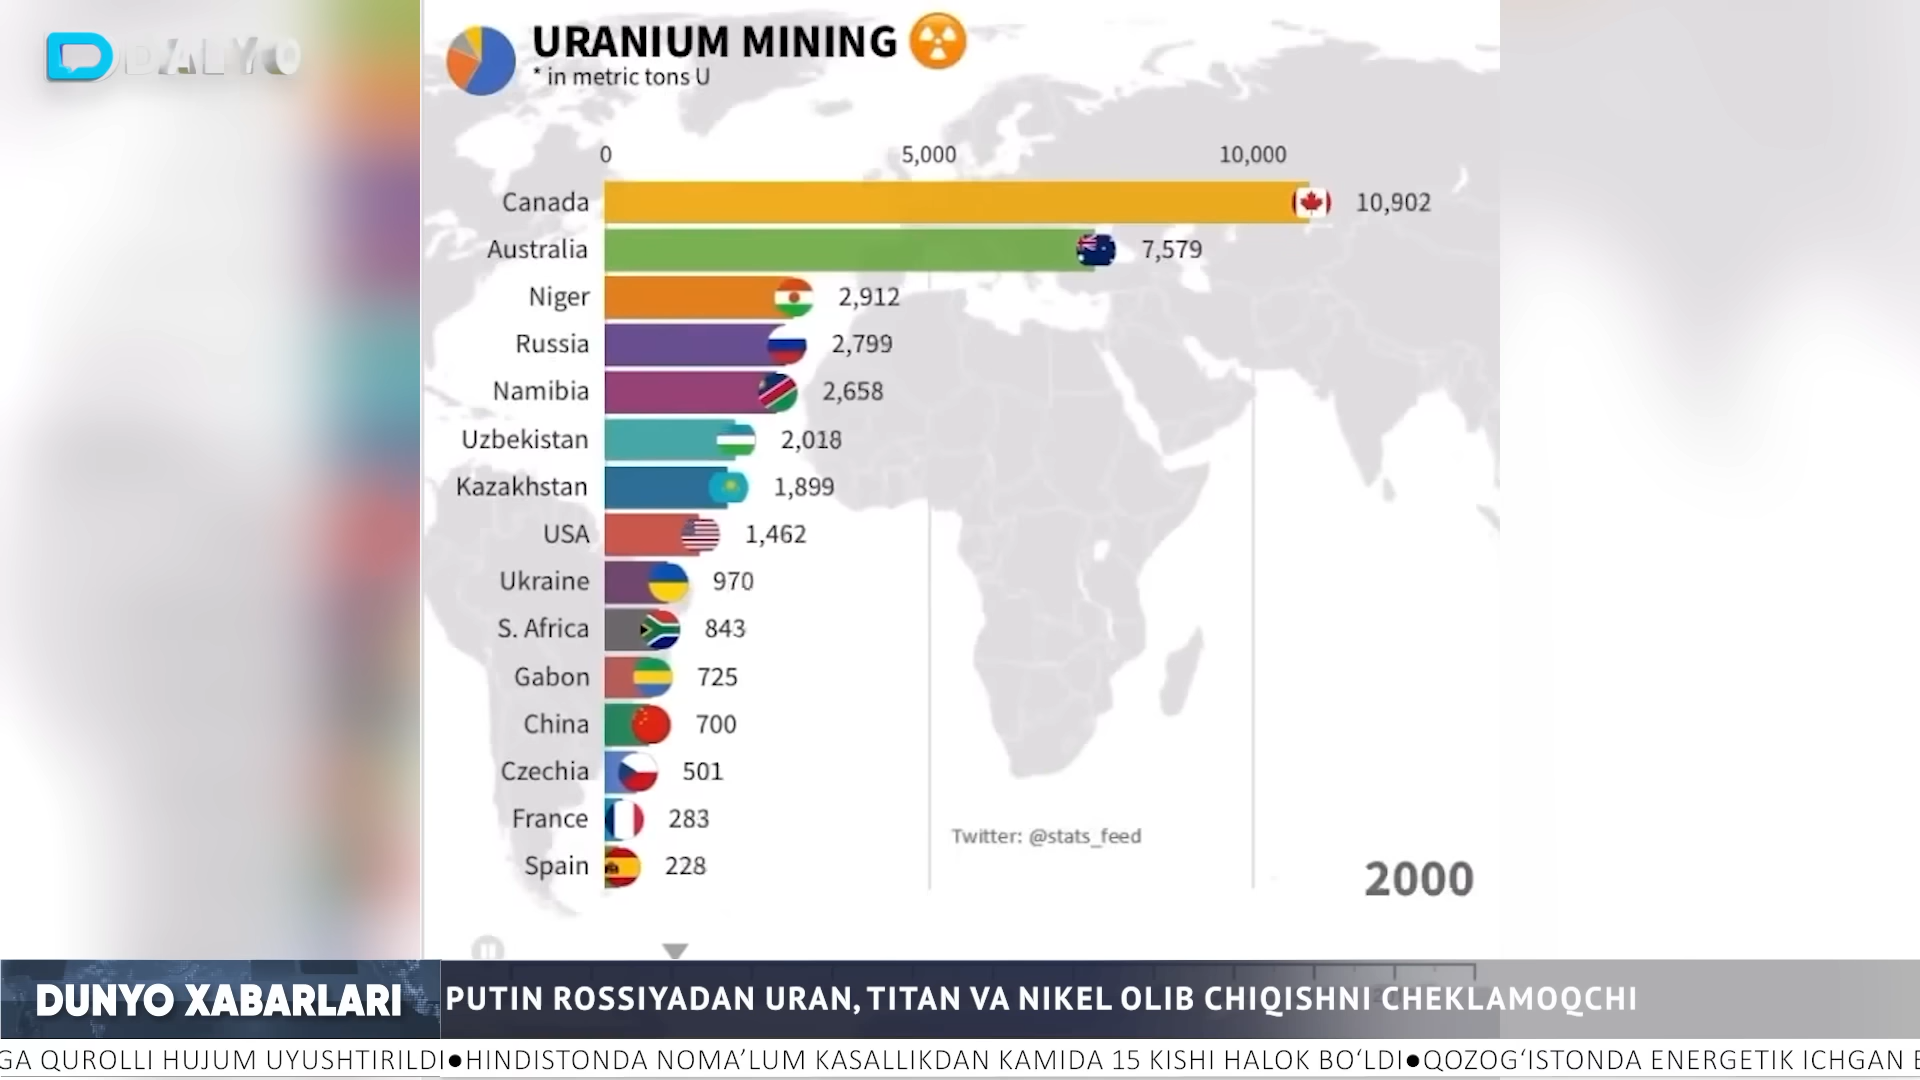 DALYO
URANIUM MINING
* in metric tons U
0 5,000 10,000
Canada 10,902
Australia 7,579
Niger 2,912
Russia 2,799
Namibia 2,658
Uzbekistan 2,018
Kazakhstan 1,899
USA 1,462
Ukraine 970
S. Africa 843
Gabon 725
China 700
Czechia 501
France 283
Spain 228
Twitter: @stats_feed
2000
DUNYO XABARLARI
PUTIN ROSSIYADAN URAN, TITAN VA NIKEL OLIB CHIQISHNI CHEKLAMOQCHI
GA QUROLLI HUJUM UYUSHTIRILDI●HINDISTONDA NOMA’LUM KASALLIKDAN KAMIDA 15 KISHI HALOK BO‘LDI●QOZOG‘ISTONDA ENERGETIK ICHGAN